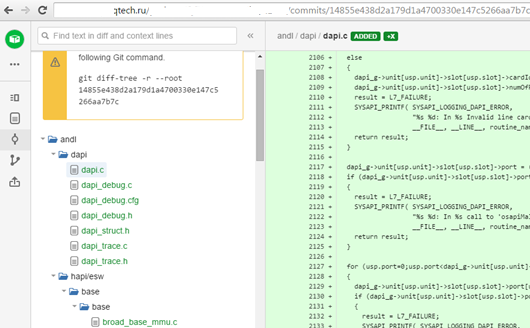 qtech.ru/
/commits/14855e438d2a179d1a4700330e147c5266aa7b7c
Find text in diff and context lines
andl / dapi / dapi.c ADDED +X
following Git command.
git diff-tree -r --root
14855e438d2a179d1a4700330e147c5
266aa7b7c
andl
dapi
dapi.c
dapi_debug.c
dapi_debug.cfg
dapi_debug.h
dapi_struct.h
dapi_trace.c
dapi_trace.h
hapi/esw
base
base
broad_base_mmu.c
2106 + else
2107 + {
2108 + dapi_g->unit[usp.unit]->slot[usp.slot]->cardI
2109 + dapi_g->unit[usp.unit]->slot[usp.slot]->numOf
2110 + result = L7_FAILURE;
2111 + SYSAPI_PRINTF( SYSAPI_LOGGING_DAPI_ERROR,
2112 + "%s %d: In %s Invalid line car
2113 + __FILE__, __LINE__, routine_nam
2114 + return result;
2115 + }
2116 +
2117 + dapi_g->unit[usp.unit]->slot[usp.slot]->port = (
2118 + if (dapi_g->unit[usp.unit]->slot[usp.slot]->port
2119 + {
2120 + result = L7_FAILURE;
2121 + SYSAPI_PRINTF( SYSAPI_LOGGING_DAPI_ERROR,
2122 + "%s %d: In %s call to 'osapiMal
2123 + __FILE__, __LINE__, routine_nam
2124 + return result;
2125 + }
2126 +
2127 + for (usp.port=0;usp.port<dapi_g->unit[usp.unit]-
2128 + {
2129 + dapi_g->unit[usp.unit]->slot[usp.slot]->port[u
2130 + if (dapi_g->unit[usp.unit]->slot[usp.slot]->po
2131 + {
2132 + result = L7_FAILURE;
2133 + SYSAPI_PRINTF( SYSAPI_LOGGING_DAPI_ERROR,